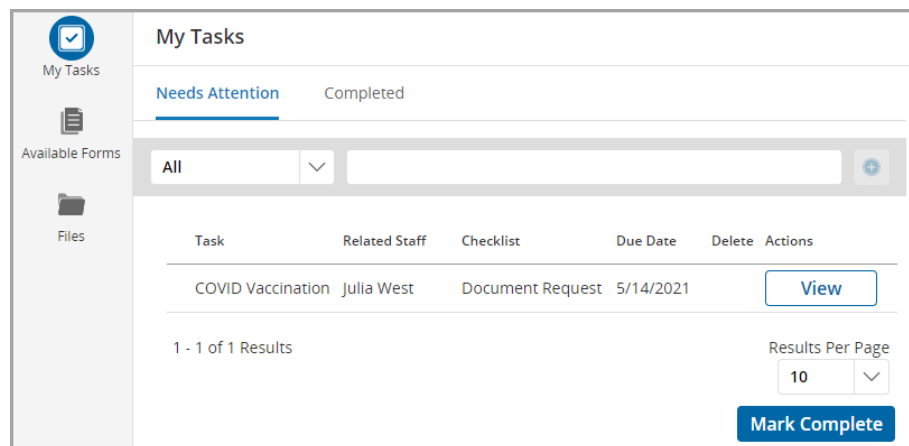 My Tasks
My Tasks
Needs Attention Completed
Available Forms
All
Files
Task Related Staff Checklist Due Date Delete Actions
COVID Vaccination Julia West Document Request 5/14/2021 View
1 - 1 of 1 Results
Results Per Page
10
Mark Complete